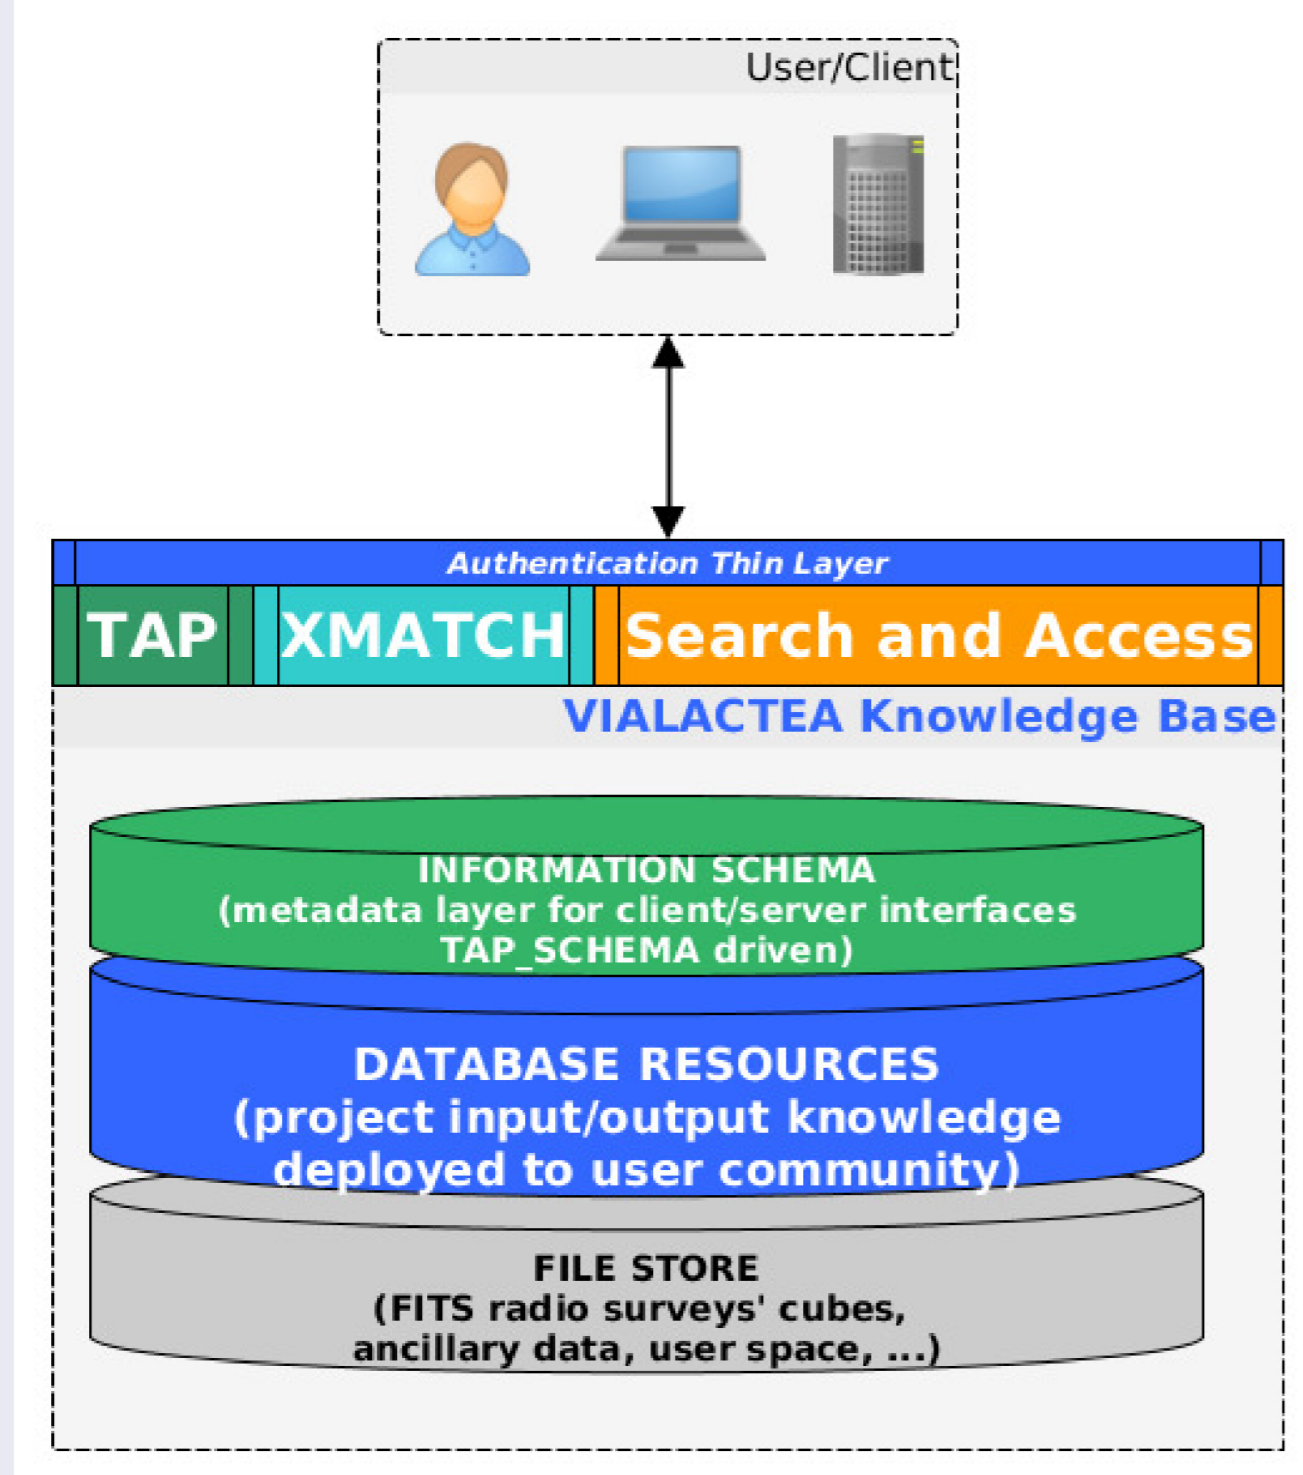 User/Client
Authentication Thin Layer
TAP XMATCH Search and Access
VIALACTEA Knowledge Base
INFORMATION SCHEMA
(metadata layer for client/server interfaces
TAP_SCHEMA driven)
DATABASE RESOURCES
(project input/output knowledge
deployed to user community)
FILE STORE
(FITS radio surveys' cubes,
ancillary data, user space, ...)